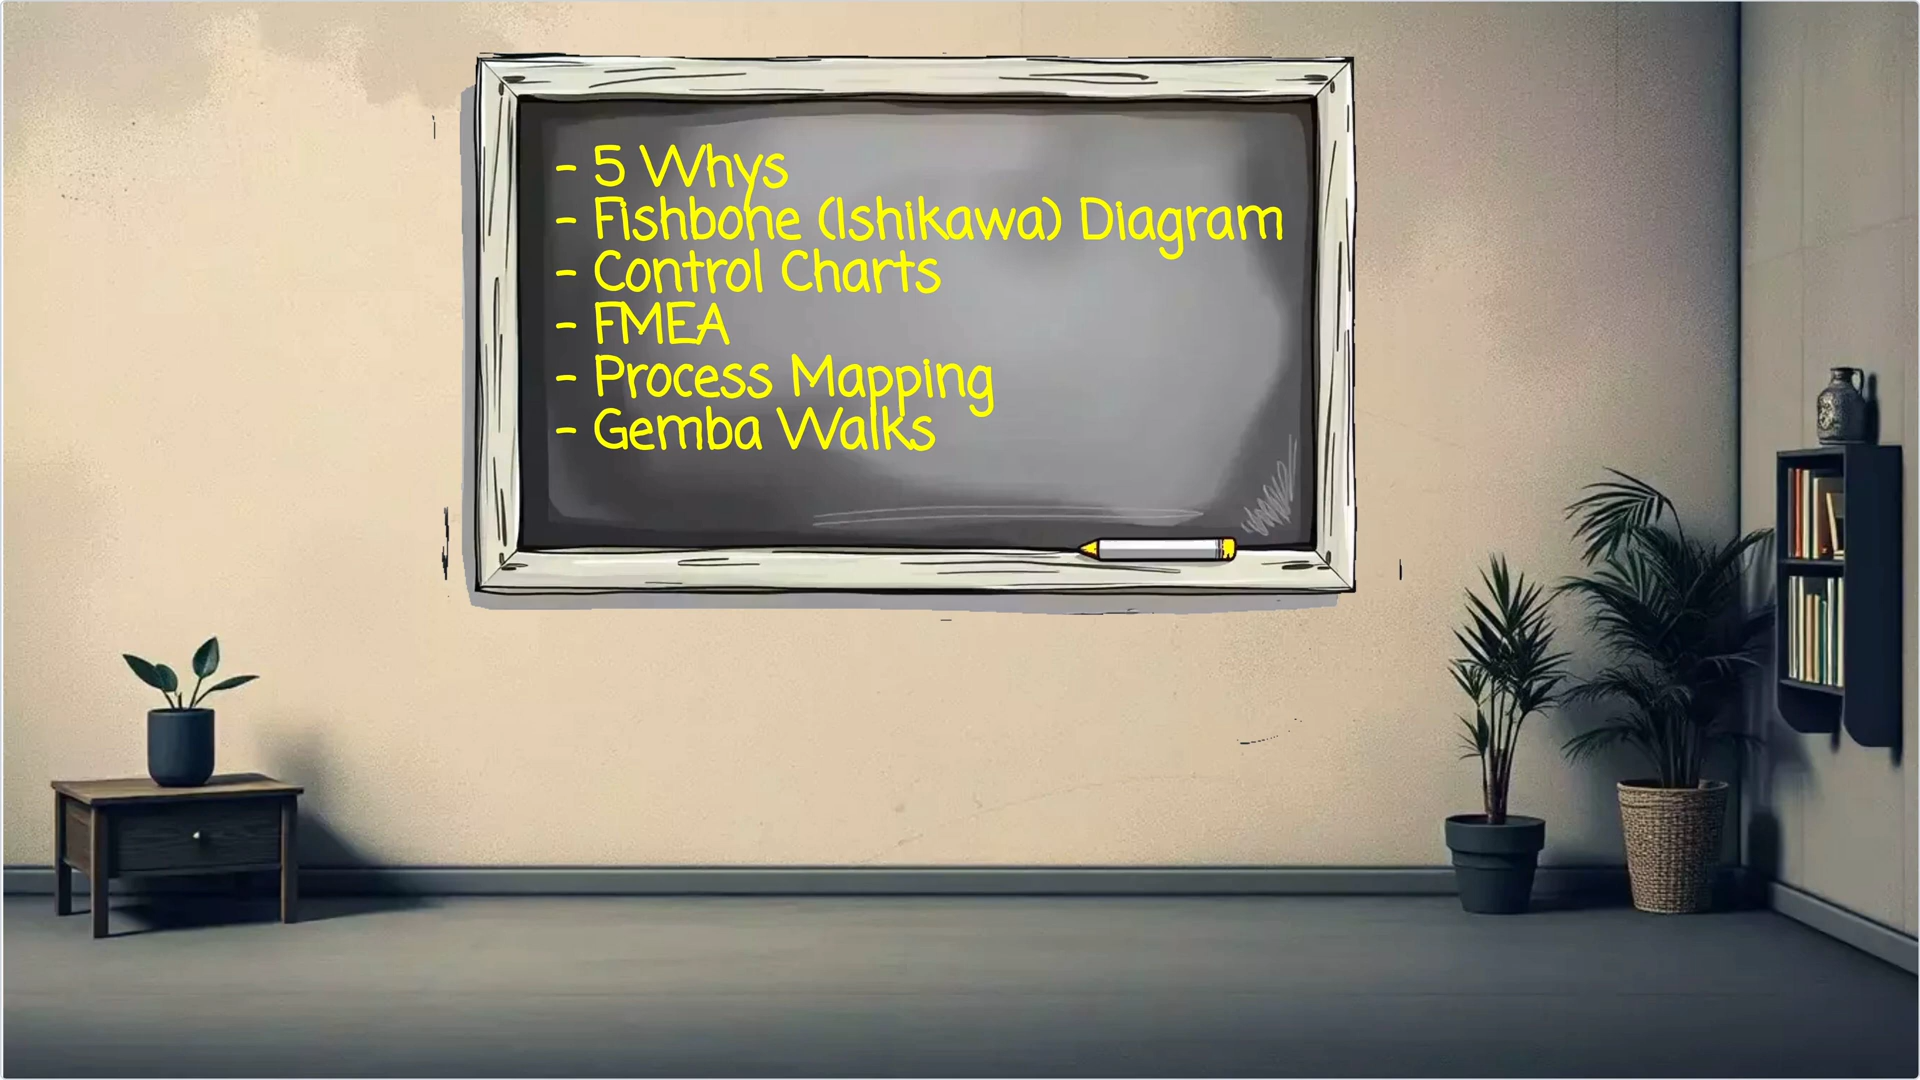 - 5 Whys
- Fishbone (Ishikawa) Diagram
- Control Charts
- FMEA
- Process Mapping
- Gemba Walks